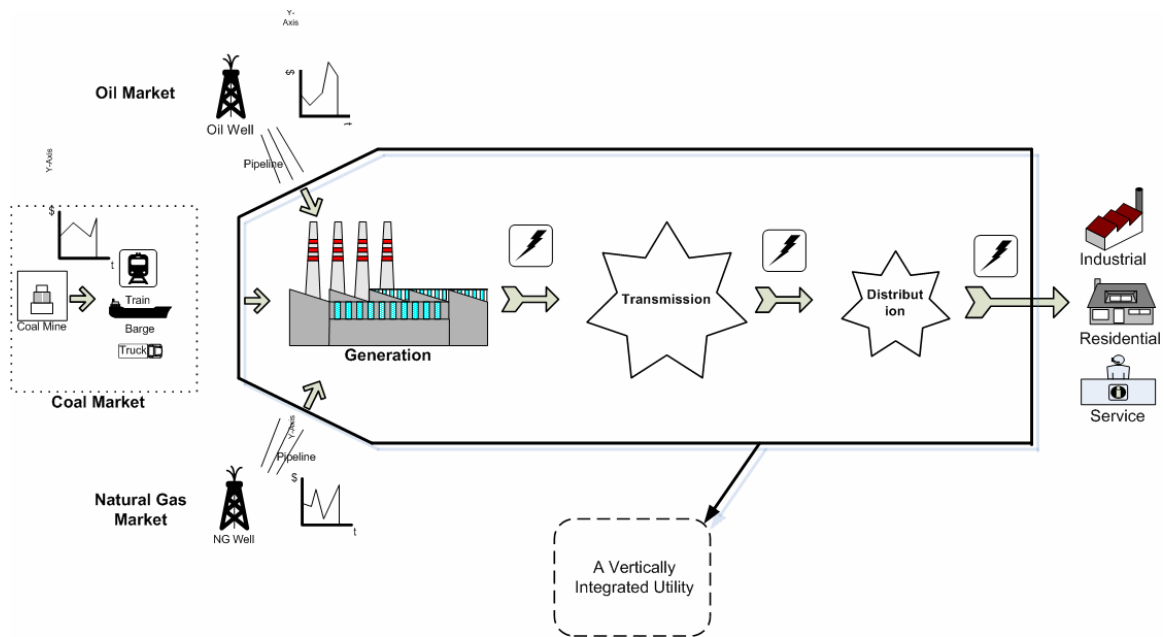 Y-
Axis
$
t
Oil Market
Oil Well
Pipeline
Y-Axis
$
t
Coal Mine
Train
Barge
Truck
Coal Market
Generation
Transmission
Distribut
ion
Industrial
Residential
Service
Y-Axis
Pipeline
$
t
Natural Gas
Market
NG Well
A Vertically
Integrated Utility